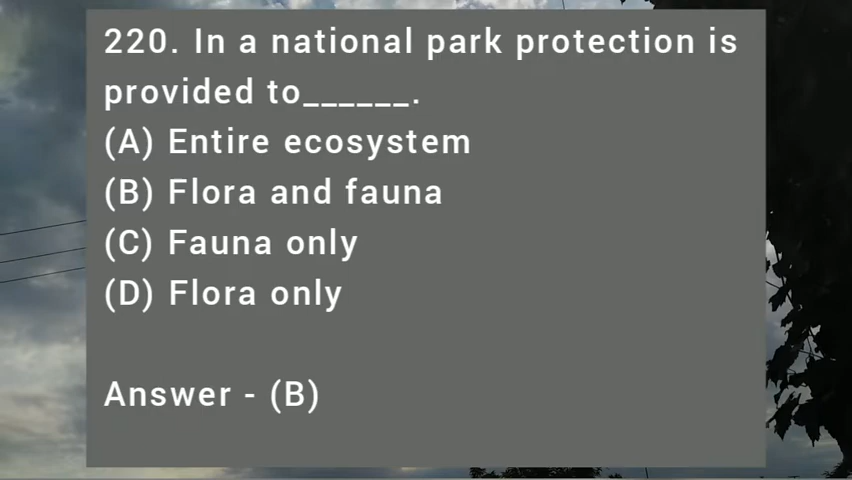 220. In a national park protection is
provided to______.
(A) Entire ecosystem
(B) Flora and fauna
(C) Fauna only
(D) Flora only
Answer - (B)